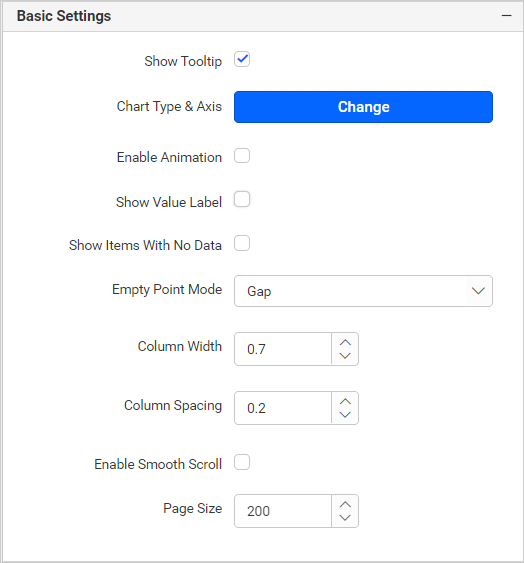 Basic Settings
Show Tooltip
Chart Type & Axis Change
Enable Animation
Show Value Label
Show Items With No Data
Empty Point Mode Gap
Column Width 0.7
Column Spacing 0.2
Enable Smooth Scroll
Page Size 200